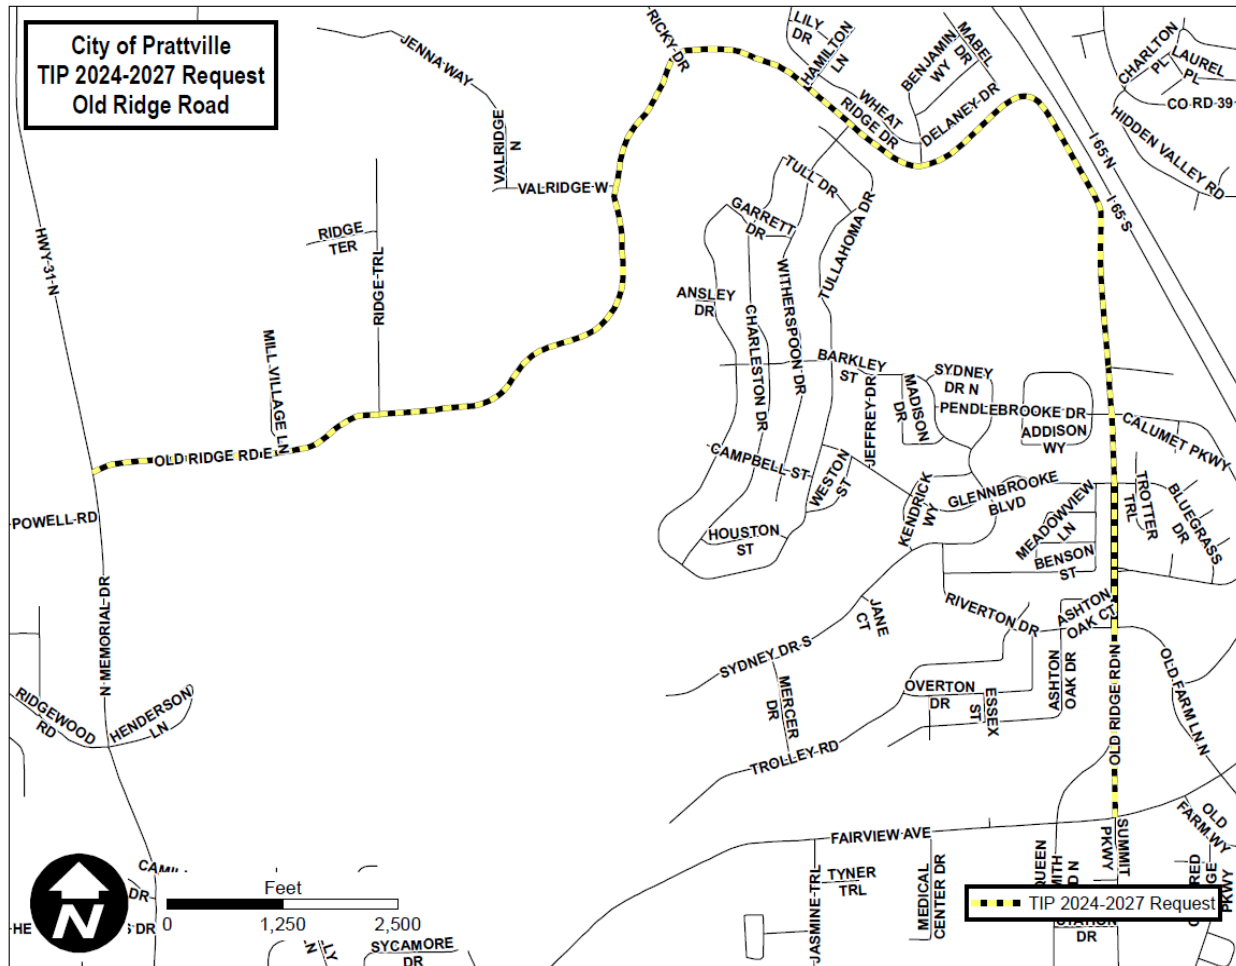 City of Prattville
TIP 2024-2027 Request
Old Ridge Road
JENNA WAY
RICKY DR
LILY
DR
HAMILTON
LN
BENJAMIN
WY
MABEL
DR
CHARLTON
PL
LAUREL
PL
CO RD 39
HIDDEN VALLEY RD
I 65 N
I 65 S
WHEAT
RIDGE DR
DELANEY DR
VALRIDGE
N
VALRIDGE W
TULL DR
GARRETT
DR
TULLAHOMA DR
RIDGE
TER
RIDGE TRL
HWY 31 N
ANSLEY
DR
WITHERSPOON DR
CHARLESTON DR
MILL VILLAGE LN
BARKLEY
ST
JEFFREY DR
MADISON
DR
SYDNEY
DR N
PENDLEBROOKE DR
ADDISON
WY
CALUMET PKWY
OLD RIDGE RD E
CAMPBELL ST
WESTON
ST
KENDRICK
WY
GLENNBROOKE
BLVD
MEADOWVIEW
LN
TROTTER
TRL
BLUEGRASS
DR
POWELL RD
HOUSTON
ST
BENSON
ST
N MEMORIAL DR
JANE
CT
RIVERTON DR
ASHTON
OAK CT
SYDNEY DR S
MERCER
DR
OVERTON
DR
ESSEX
ST
ASHTON
OAK DR
OLD RIDGE RD N
OLD FARM LN N
RIDGEWOOD
RD
HENDERSON
LN
TROLLEY RD
FAIRVIEW AVE
SUMMIT
PKWY
OLD
FARM WY
TYNER
TRL
JASMINE TRL
MEDICAL
CENTER DR
QUEEN
PKWY
TIP 2024-2027 Request
DR
Feet
0
1,250
2,500
N
DR
SYCAMORE
DR